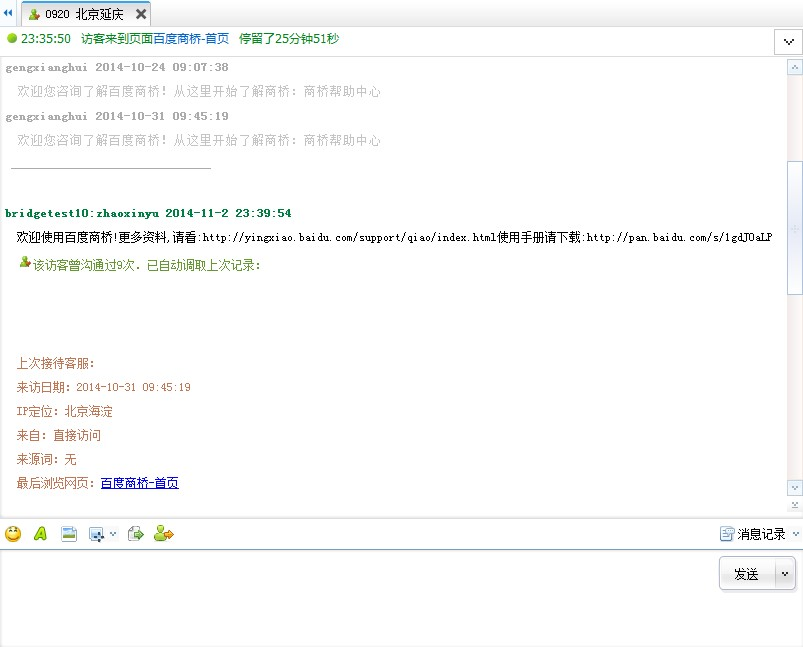 0920 北京延庆
23:35:50 访客来到页面百度商桥-首页 停留了25分钟51秒
gengxianghui 2014-10-24 09:07:38
欢迎您咨询了解百度商桥！从这里开始了解商桥：商桥帮助中心
gengxianghui 2014-10-31 09:45:19
欢迎您咨询了解百度商桥！从这里开始了解商桥：商桥帮助中心
bridgetest10:zhaoxinyu 2014-11-2 23:39:54
欢迎使用百度商桥!更多资料,请看:http://yingxiao.baidu.com/support/qiao/index.html使用手册请下载:http://pan.baidu.com/s/1gdJOaLP
该访客曾沟通过9次．已自动调取上次记录：
上次接待客服：
来访日期：2014-10-31 09:45:19
IP定位：北京海淀
来自：直接访问
来源词：无
最后浏览网页：百度商桥-首页
消息记录
发送